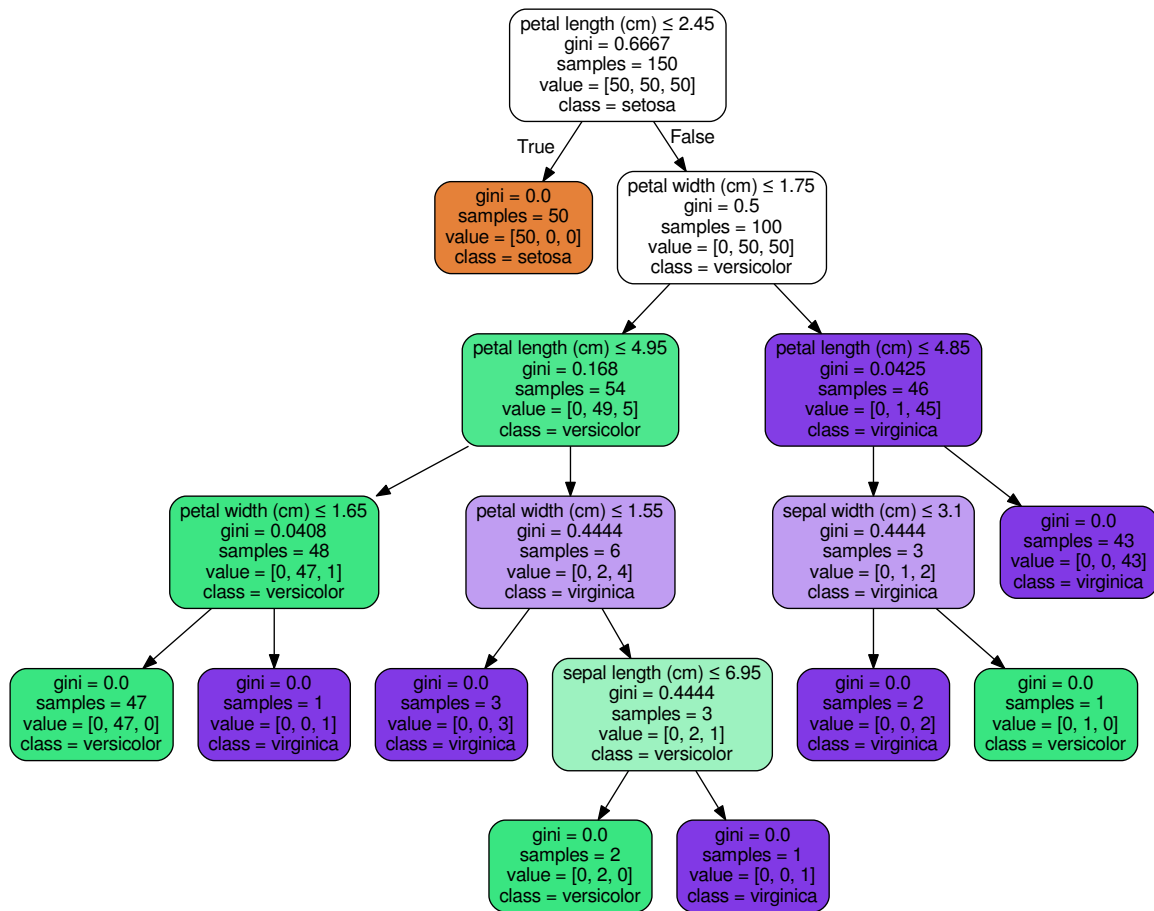 petal length (cm) ≤ 2.45
gini = 0.6667
samples = 150
value = [50, 50, 50]
class = setosa
True
False
gini = 0.0
samples = 50
value = [50, 0, 0]
class = setosa
petal width (cm) ≤ 1.75
gini = 0.5
samples = 100
value = [0, 50, 50]
class = versicolor
petal length (cm) ≤ 4.95
gini = 0.168
samples = 54
value = [0, 49, 5]
class = versicolor
petal length (cm) ≤ 4.85
gini = 0.0425
samples = 46
value = [0, 1, 45]
class = virginica
petal width (cm) ≤ 1.65
gini = 0.0408
samples = 48
value = [0, 47, 1]
class = versicolor
petal width (cm) ≤ 1.55
gini = 0.4444
samples = 6
value = [0, 2, 4]
class = virginica
sepal width (cm) ≤ 3.1
gini = 0.4444
samples = 3
value = [0, 1, 2]
class = virginica
gini = 0.0
samples = 43
value = [0, 0, 43]
class = virginica
gini = 0.0
samples = 47
value = [0, 47, 0]
class = versicolor
gini = 0.0
samples = 1
value = [0, 0, 1]
class = virginica
gini = 0.0
samples = 3
value = [0, 0, 3]
class = virginica
sepal length (cm) ≤ 6.95
gini = 0.4444
samples = 3
value = [0, 2, 1]
class = versicolor
gini = 0.0
samples = 2
value = [0, 0, 2]
class = virginica
gini = 0.0
samples = 1
value = [0, 1, 0]
class = versicolor
gini = 0.0
samples = 2
value = [0, 2, 0]
class = versicolor
gini = 0.0
samples = 1
value = [0, 0, 1]
class = virginica